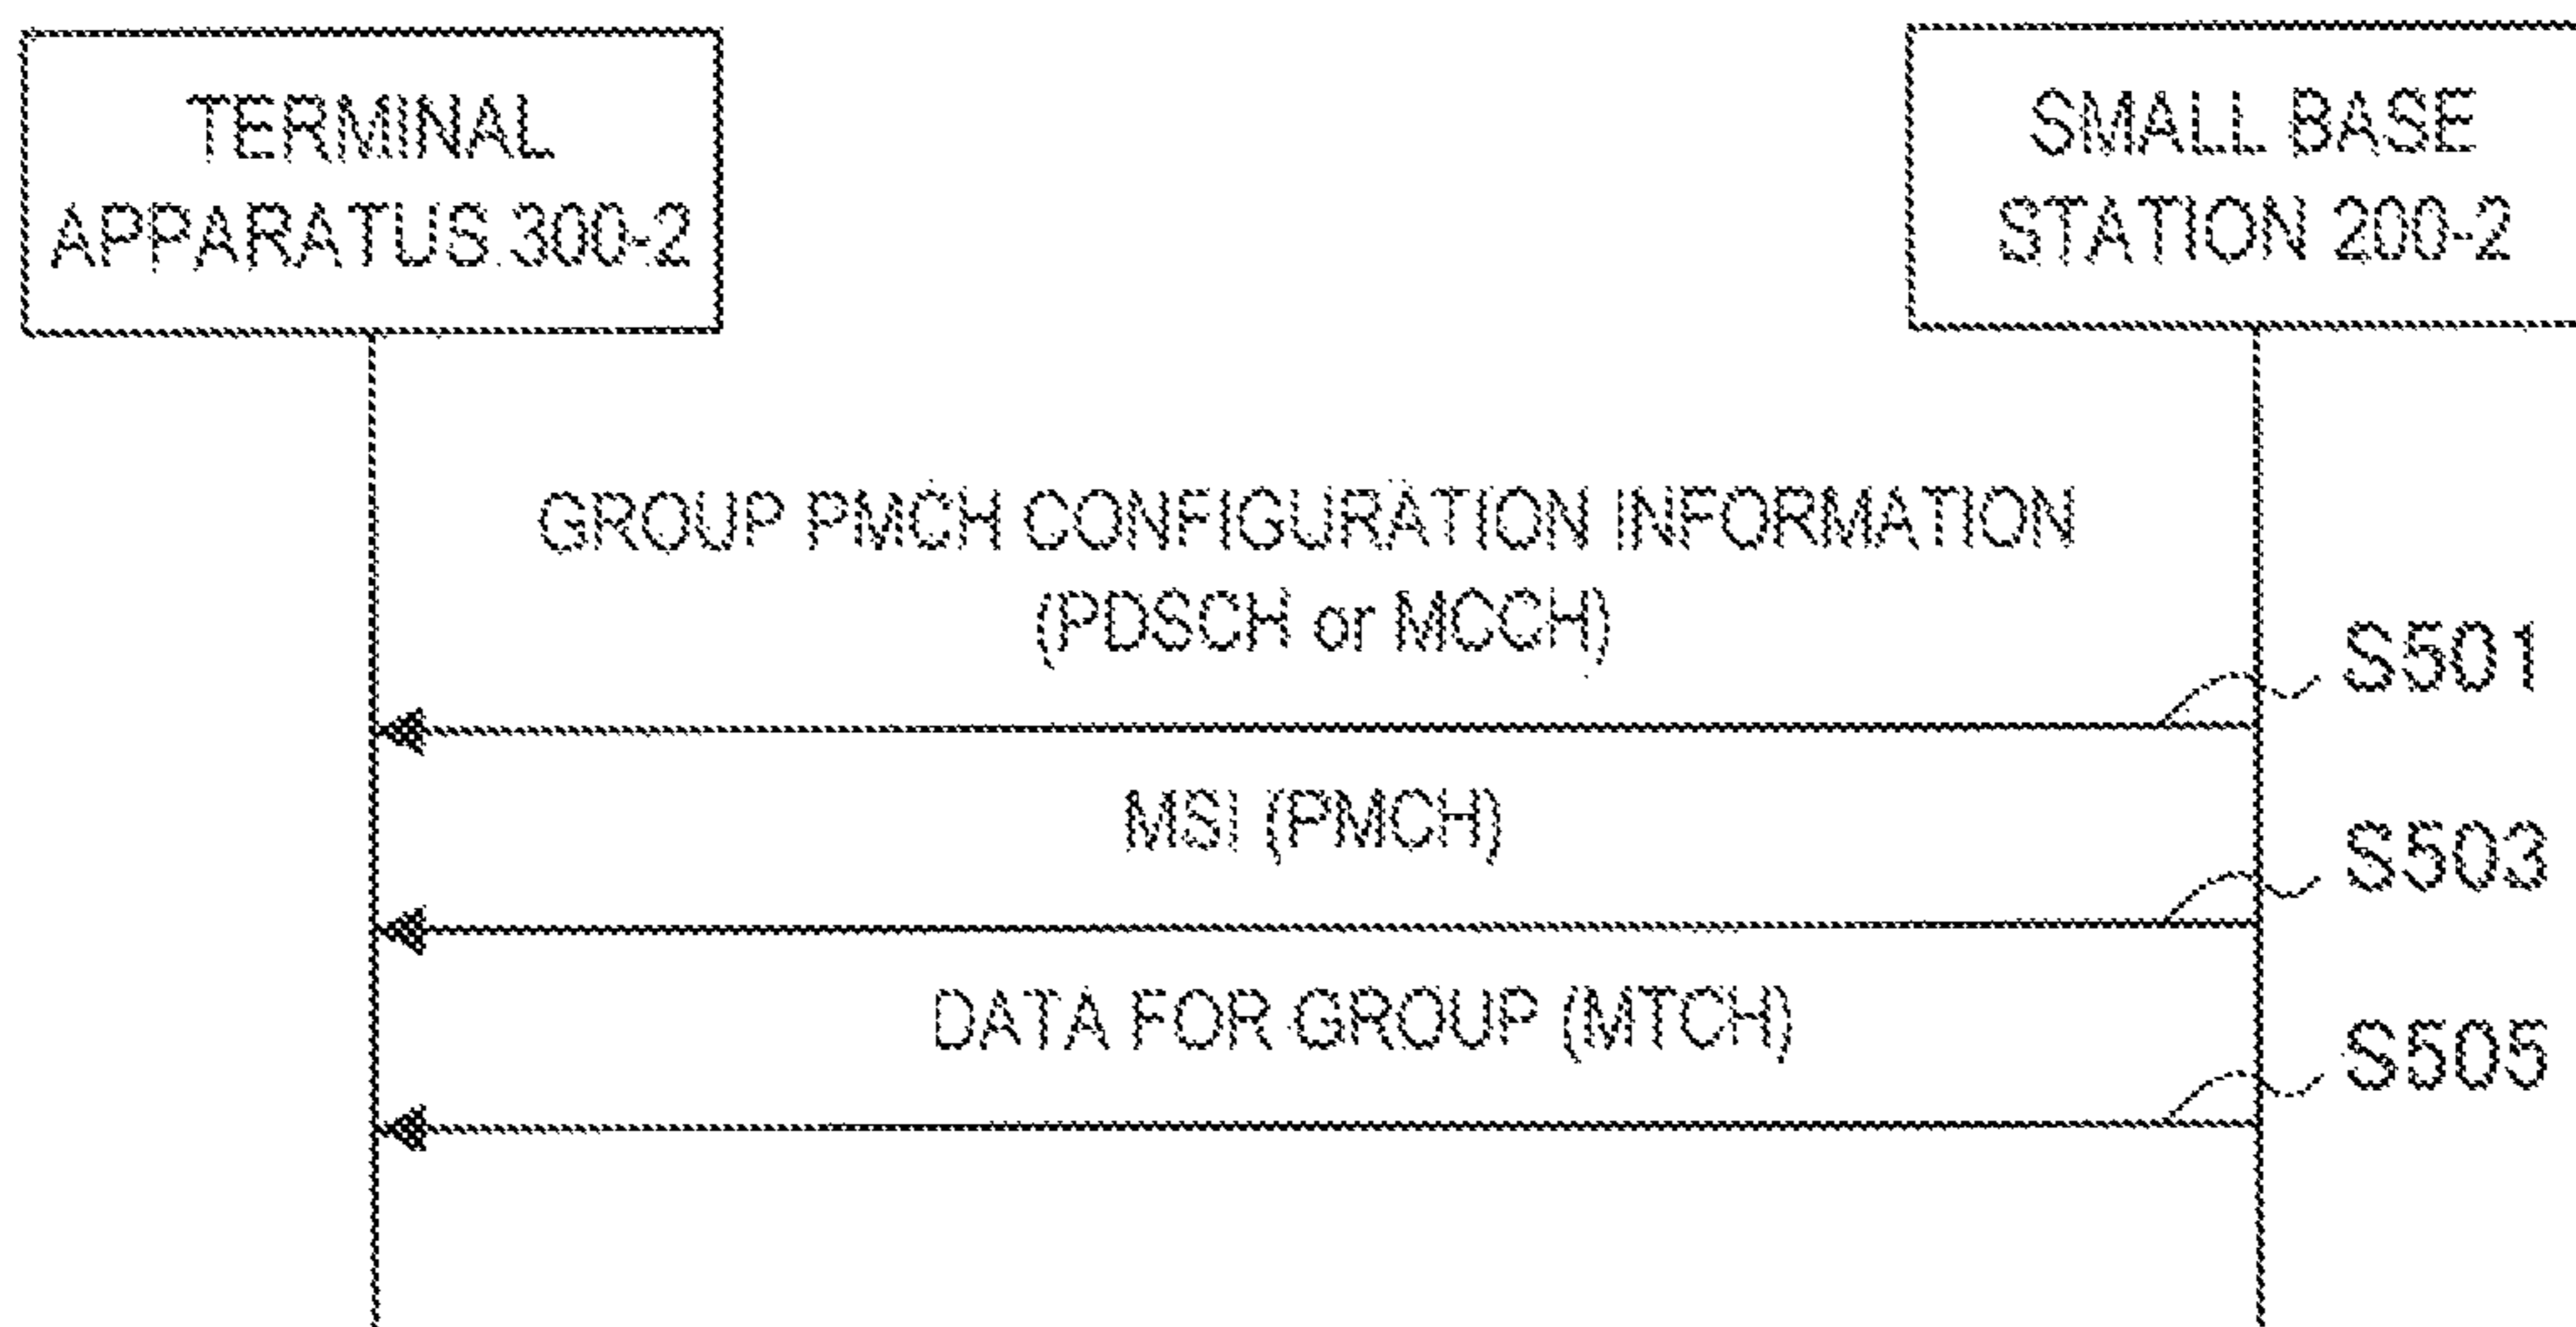 TERMINAL
APPARATUS 300-2
SMALL BASE
STATION 200-2
GROUP PMCH CONFIGURATION INFORMATION
(PDSCH or MCCH)
S501
MSI (PMCH)
S503
DATA FOR GROUP (MTCH)
S505